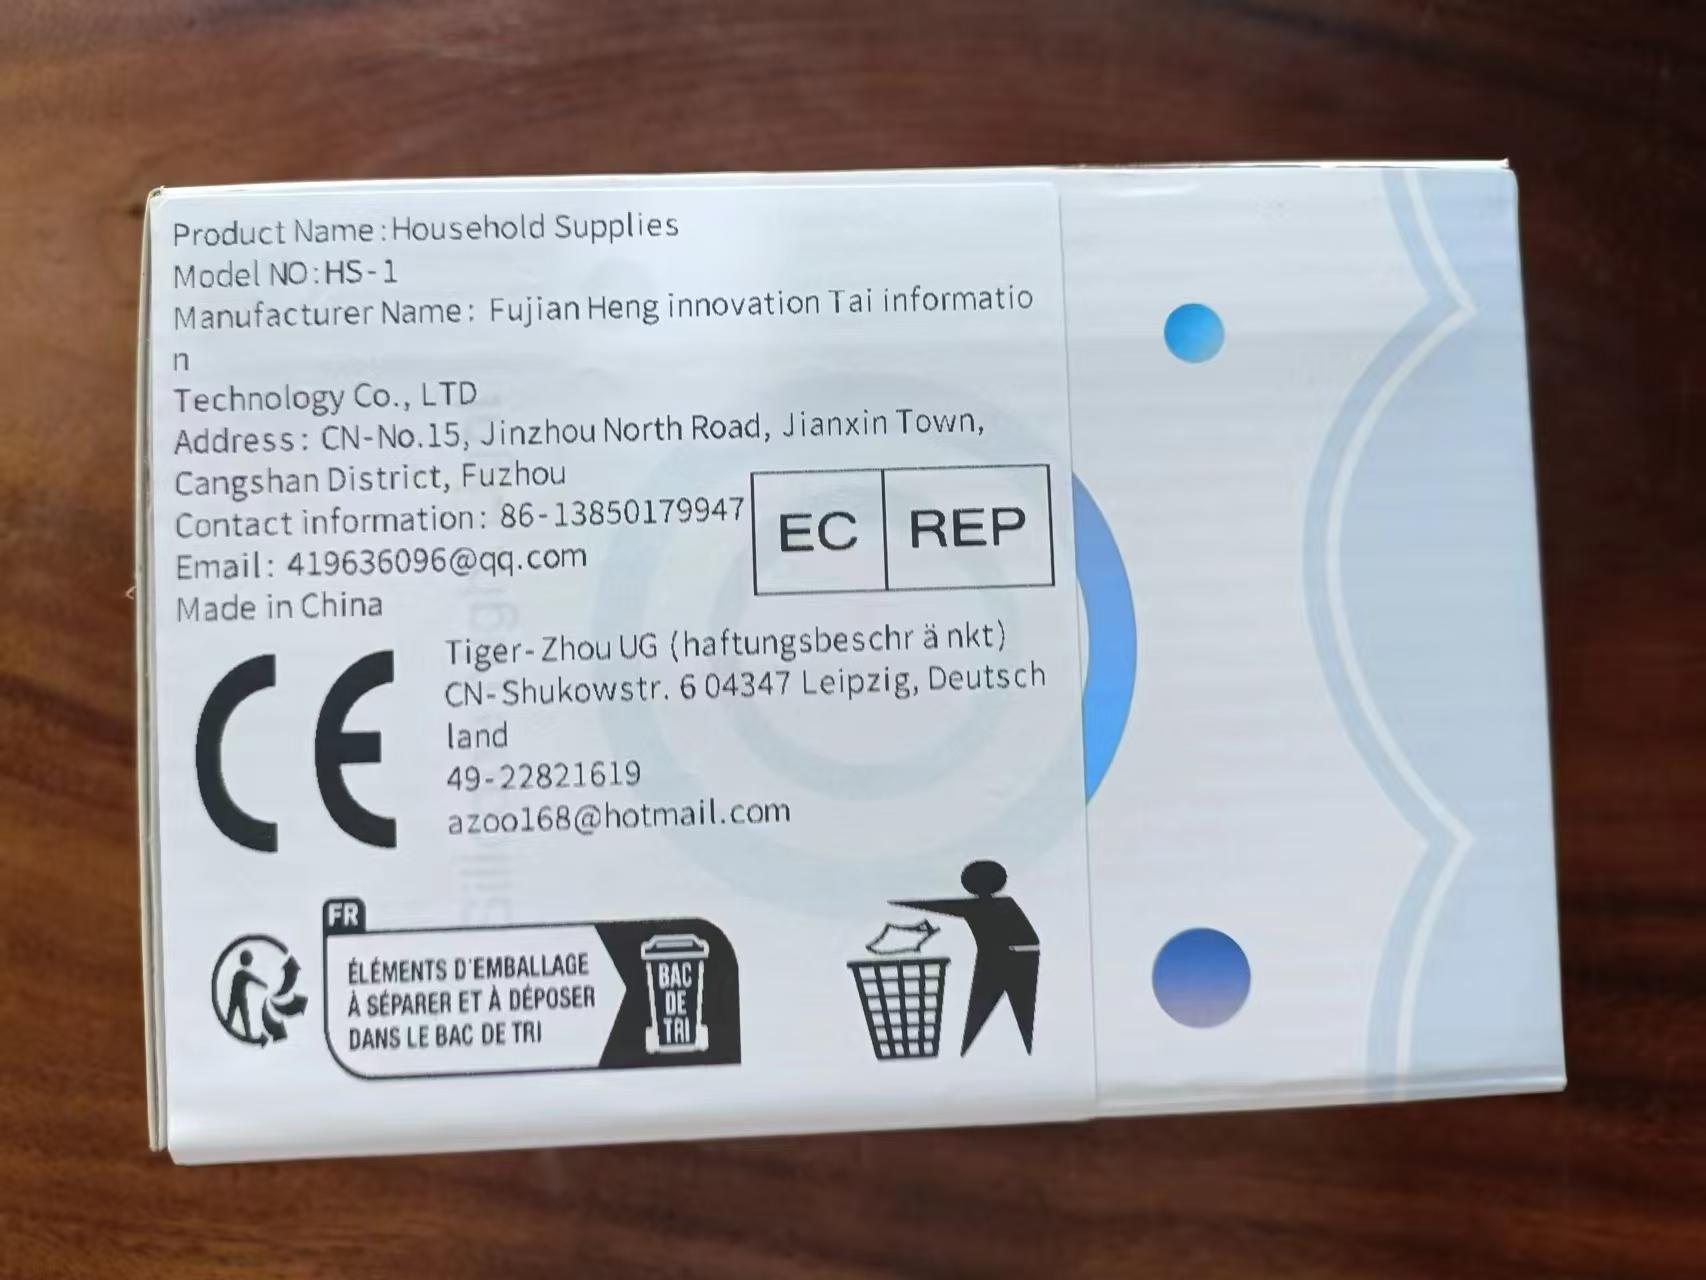 Product Name:Household Supplies
Model NO:HS-1
Manufacturer Name: Fujian Heng innovation Tai informatio
n
Technology Co., LTD
Address: CN-No.15, Jinzhou North Road, Jianxin Town,
Cangshan District, Fuzhou
Contact information: 86-13850179947
Email: 419636096@qq.com
Made in China
EC REP
CE
Tiger-Zhou UG (haftungsbeschr ä nkt)
CN-Shukowstr. 6 04347 Leipzig, Deutsch
land
49-22821619
azoo168@hotmail.com
FR
ÉLÉMENTS D'EMBALLAGE
À SÉPARER ET À DÉPOSER
DANS LE BAC DE TRI
BAC
DE
TRI